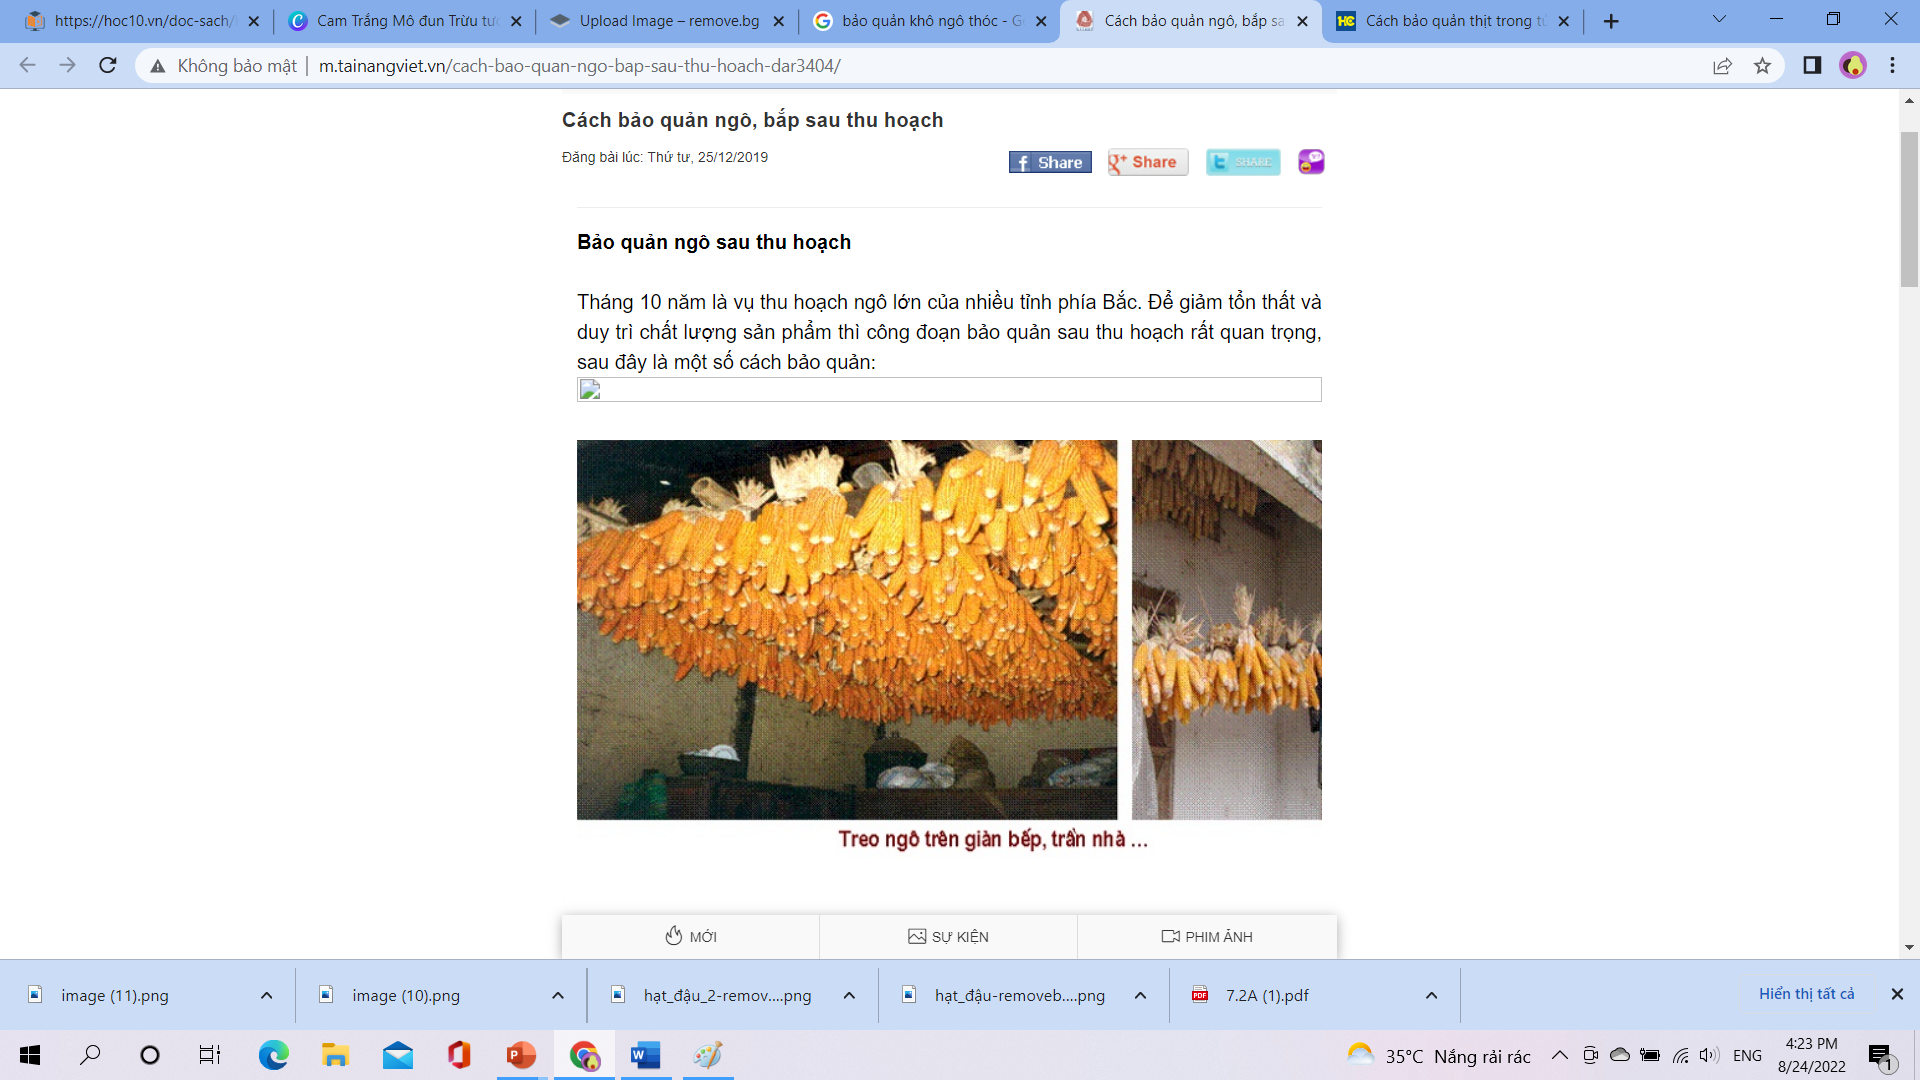 https://hoc10.vn/doc-sach/
Cam Trắng Mô đun Trừu tư
Upload Image – remove.bg
bảo quản khô ngô thóc - G
Cách bảo quản ngô, bắp sa
Cách bảo quản thịt trong tủ
Không bảo mật | m.tainangviet.vn/cach-bao-quan-ngo-bap-sau-thu-hoach-dar3404/
Cách bảo quản ngô, bắp sau thu hoạch
Đăng bài lúc: Thứ tư, 25/12/2019
Share
g+ Share
SHARE
Bảo quản ngô sau thu hoạch
Tháng 10 năm là vụ thu hoạch ngô lớn của nhiều tỉnh phía Bắc. Để giảm tổn thất và
duy trì chất lượng sản phẩm thì công đoạn bảo quản sau thu hoạch rất quan trọng,
sau đây là một số cách bảo quản:
Treo ngô trên giàn bếp, trần nhà ...
MỚI
SỰ KIỆN
PHIM ẢNH
image (11).png
image (10).png
hạt_đậu_2-remov....png
hạt_đậu-removeb....png
7.2A (1).pdf
Hiển thị tất cả
35°C Nắng rải rác
ENG
4:23 PM
8/24/2022
1